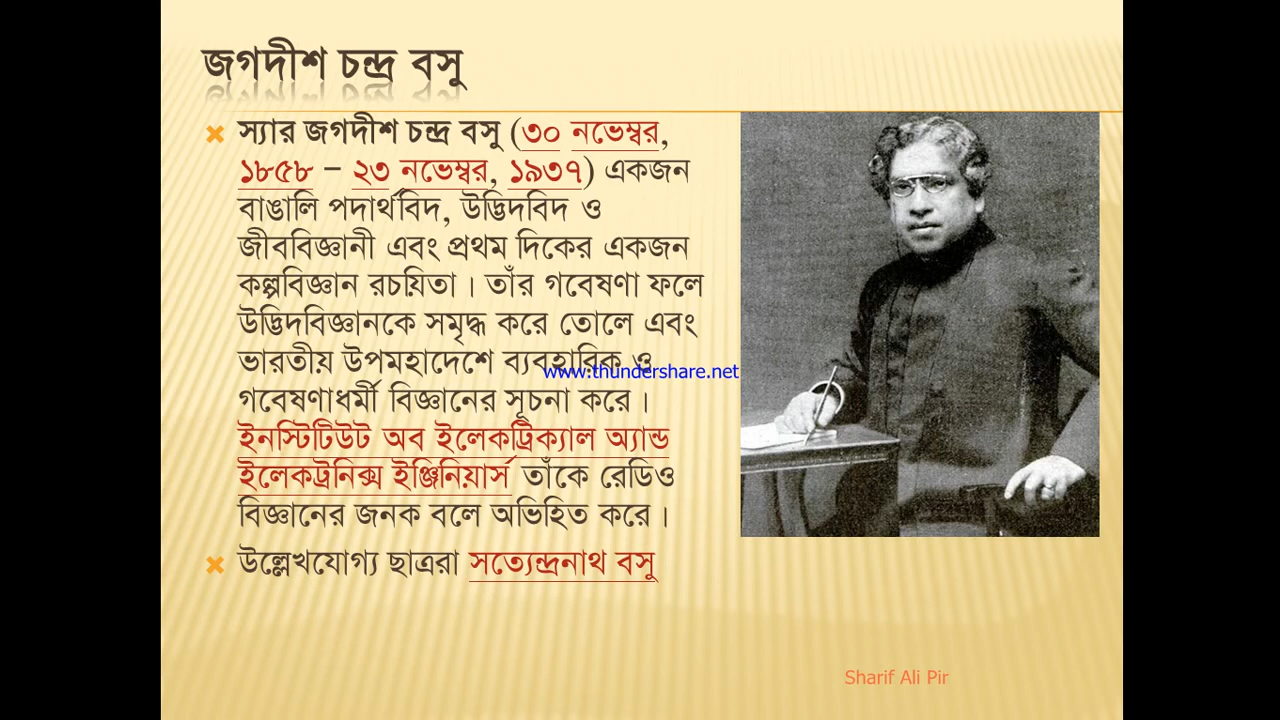 জগদীশ চন্দ্র বসু
স্যার জগদীশ চন্দ্র বসু (৩০ নভেম্বর,
১৮৫৮ – ২৩ নভেম্বর, ১৯৩৭) একজন
বাঙালি পদার্থবিদ, উদ্ভিদবিদ ও
জীববিজ্ঞানী এবং প্রথম দিকের একজন
কল্পবিজ্ঞান রচয়িতা। তাঁর গবেষণা ফলে
উদ্ভিদবিজ্ঞানকে সমৃদ্ধ করে তোলে এবং
ভারতীয় উপমহাদেশে ব্যবহারিক ও
www.thundershare.net
গবেষণাধর্মী বিজ্ঞানের সূচনা করে।
ইনস্টিটিউট অব ইলেকট্রিক্যাল অ্যান্ড
ইলেকট্রনিক্স ইঞ্জিনিয়ার্স তাঁকে রেডিও
বিজ্ঞানের জনক বলে অভিহিত করে।
উল্লেখযোগ্য ছাত্ররা সত্যেন্দ্রনাথ বসু
Sharif Ali Pir